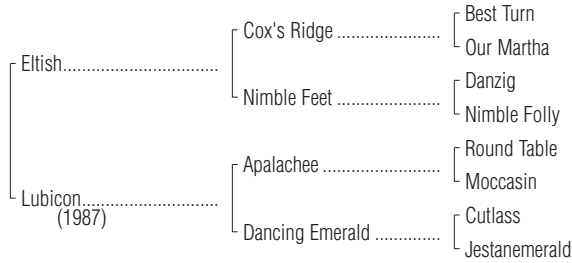 Best Turn
Cox's Ridge ........................
Our Martha
Eltish....................................
Danzig
Nimble Feet ........................
Nimble Folly
Round Table
Apalachee ...........................
Moccasin
Lubicon................................
(1987)
Cutlass
Dancing Emerald ...............
Jestanemerald